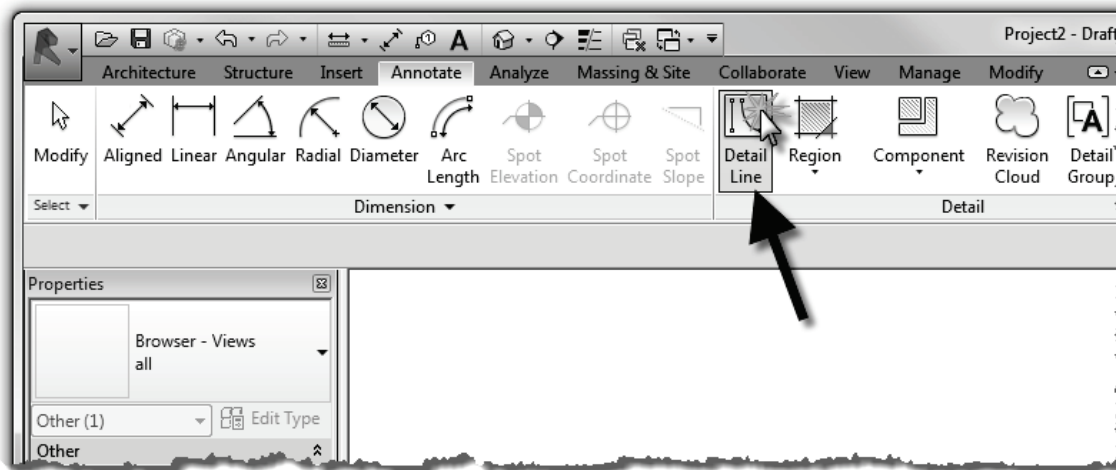 Project2 - Draft
Architecture Structure Insert Annotate Analyze Massing & Site Collaborate View Manage Modify
Modify Aligned Linear Angular Radial Diameter Arc Length Spot Elevation Spot Coordinate Spot Slope Detail Line Region Component Revision Cloud Detail Group
Select Dimension Detail
Properties
Browser - Views
all
Other (1) Edit Type
Other